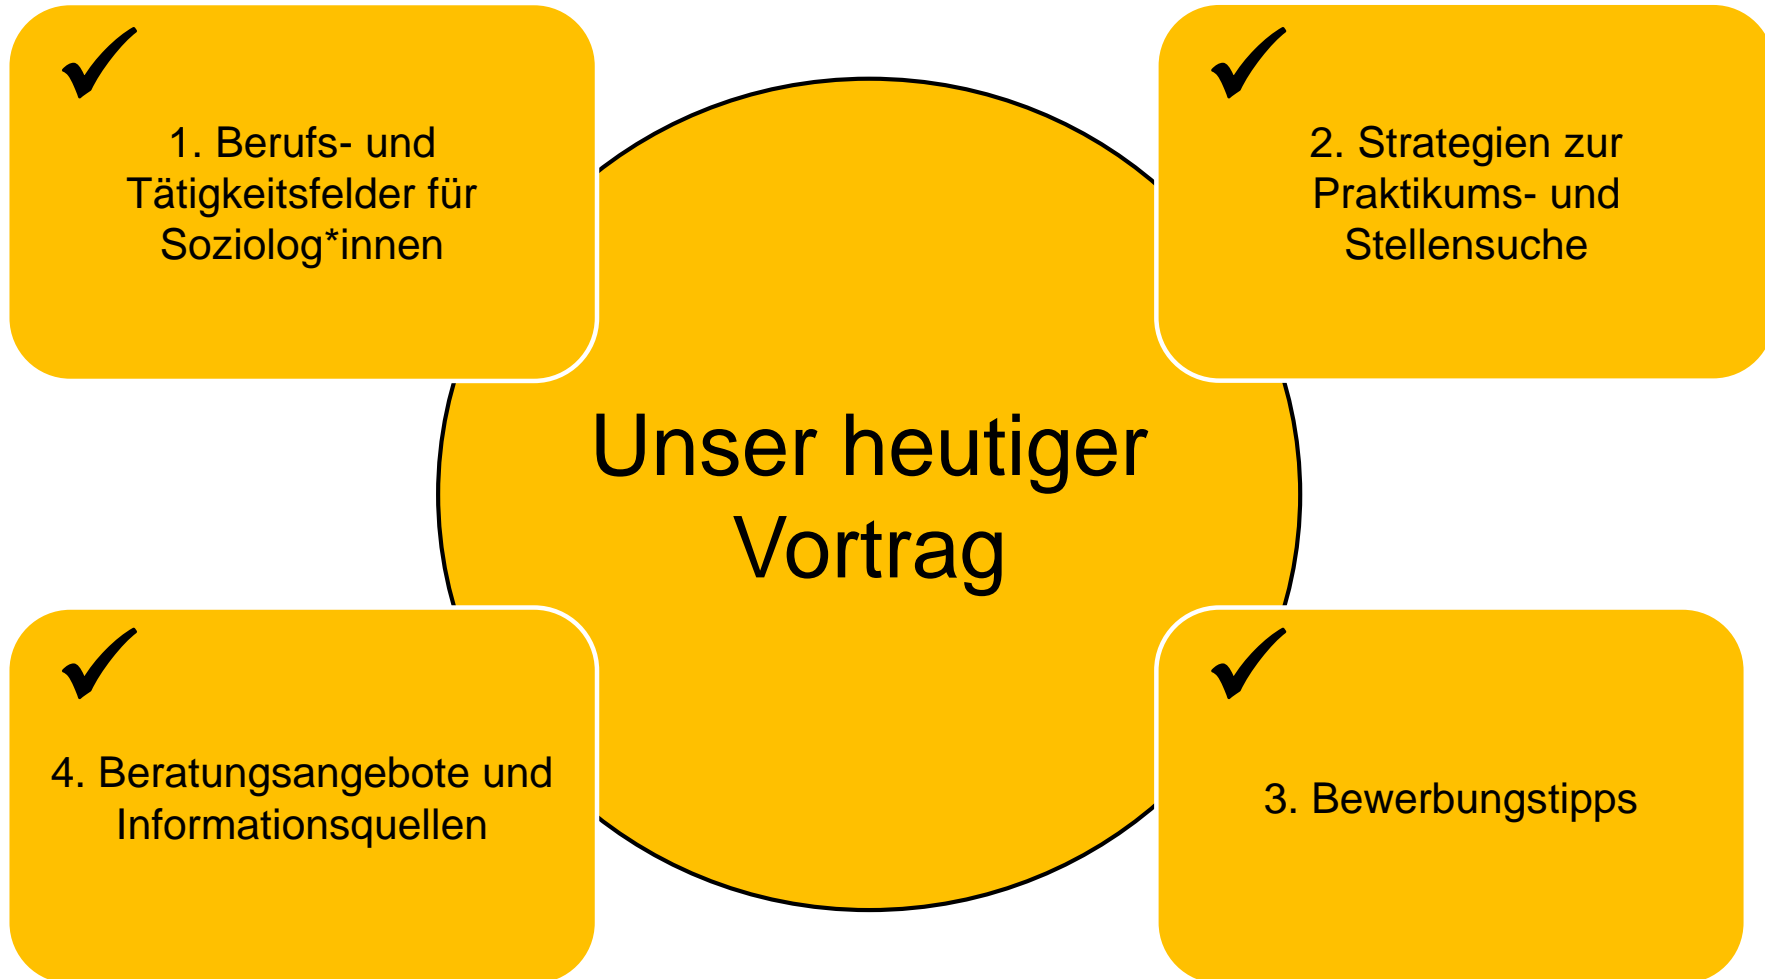 1. Berufs- und
Tätigkeitsfelder für
Soziolog*innen
2. Strategien zur
Praktikums- und
Stellensuche
Unser heutiger
Vortrag
4. Beratungsangebote und
Informationsquellen
3. Bewerbungstipps